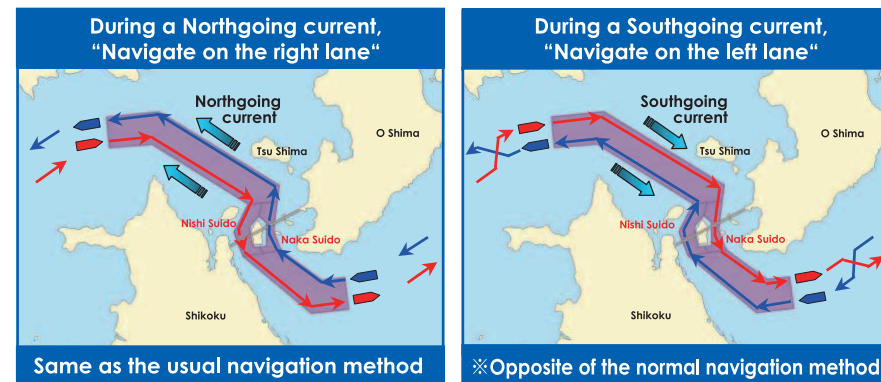 During a Northgoing current,
“Navigate on the right lane“
Northgoing
current
O Shima
Tsu Shima
Nishi Suido
Naka Suido
Shikoku
Same as the usual navigation method
During a Southgoing current,
“Navigate on the left lane“
Southgoing
current
O Shima
Tsu Shima
Nishi Suido
Naka Suido
Shikoku
※Opposite of the normal navigation method